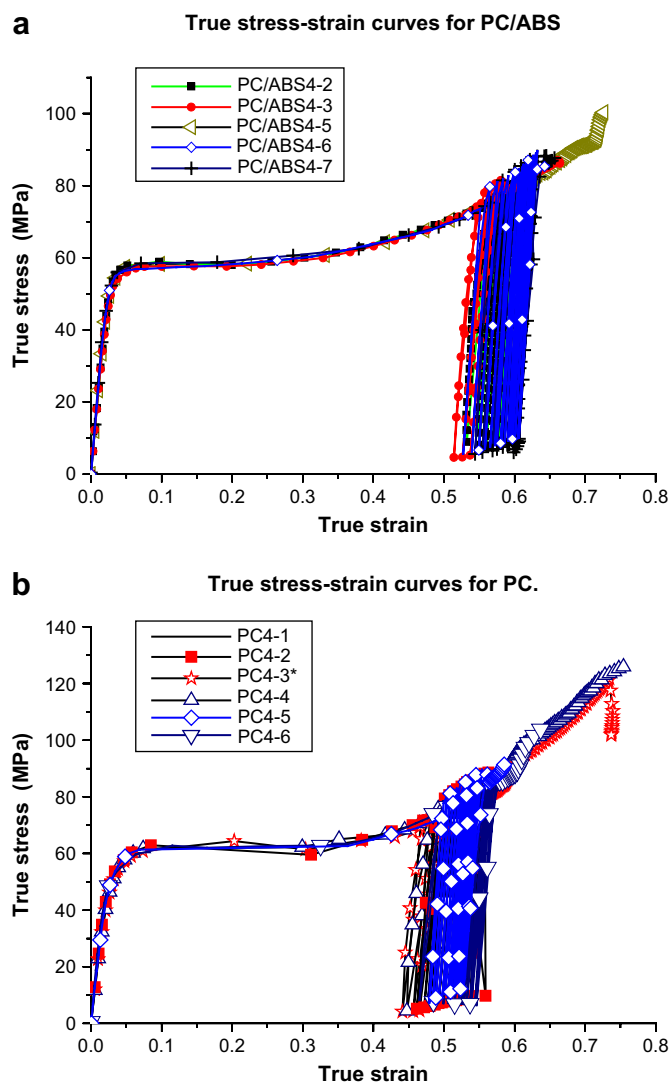 a
True stress-strain curves for PC/ABS
PC/ABS4-2
PC/ABS4-3
PC/ABS4-5
PC/ABS4-6
PC/ABS4-7
True stress (MPa)
100
80
60
40
20
0
0.0 0.1 0.2 0.3 0.4 0.5 0.6 0.7 0.8
True strain
b
True stress-strain curves for PC.
PC4-1
PC4-2
PC4-3*
PC4-4
PC4-5
PC4-6
True stress (MPa)
140
120
100
80
60
40
20
0
0.0 0.1 0.2 0.3 0.4 0.5 0.6 0.7 0.8
True strain